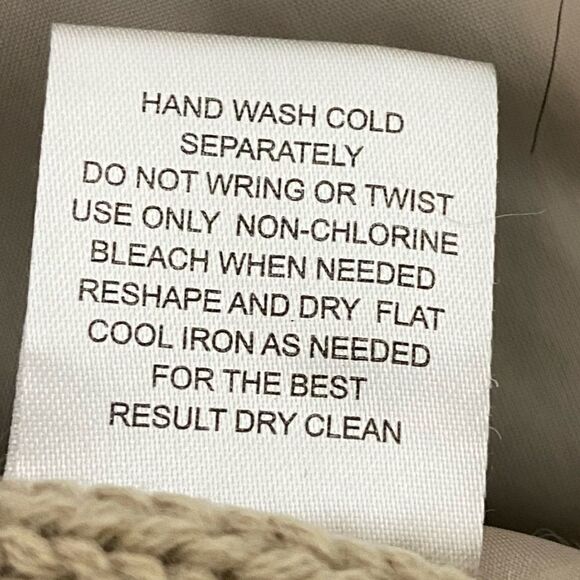 HAND WASH COLD
SEPARATELY
DO NOT WRING OR TWIST
USE ONLY NON-CHLORINE
BLEACH WHEN NEEDED
RESHAPE AND DRY FLAT
COOL IRON AS NEEDED
FOR THE BEST
RESULT DRY CLEAN